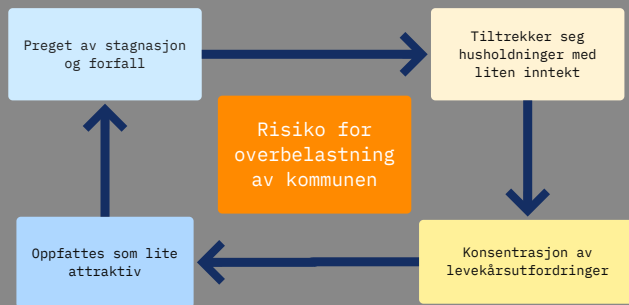 Preget av stagnasjon
og forfall
Tiltrekker seg
husholdninger med
liten inntekt
Risiko for
overbelastning
av kommunen
Oppfattes som lite
attraktiv
Konsentrasjon av
levekårsutfordringer